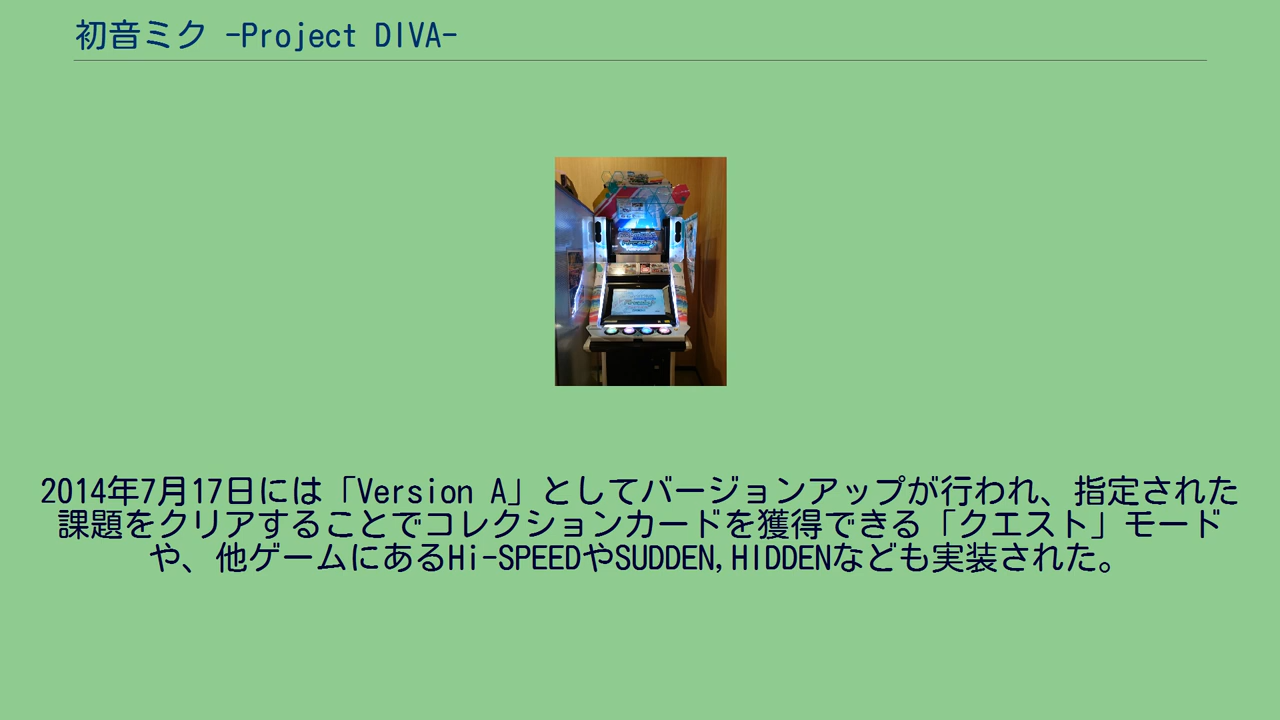 初音ミク -Project DIVA-
2014年7月17日には「Version A」としてバージョンアップが行われ、指定された
課題をクリアすることでコレクションカードを獲得できる「クエスト」モード
や、他ゲームにあるHi-SPEEDやSUDDEN,HIDDENなども実装された。